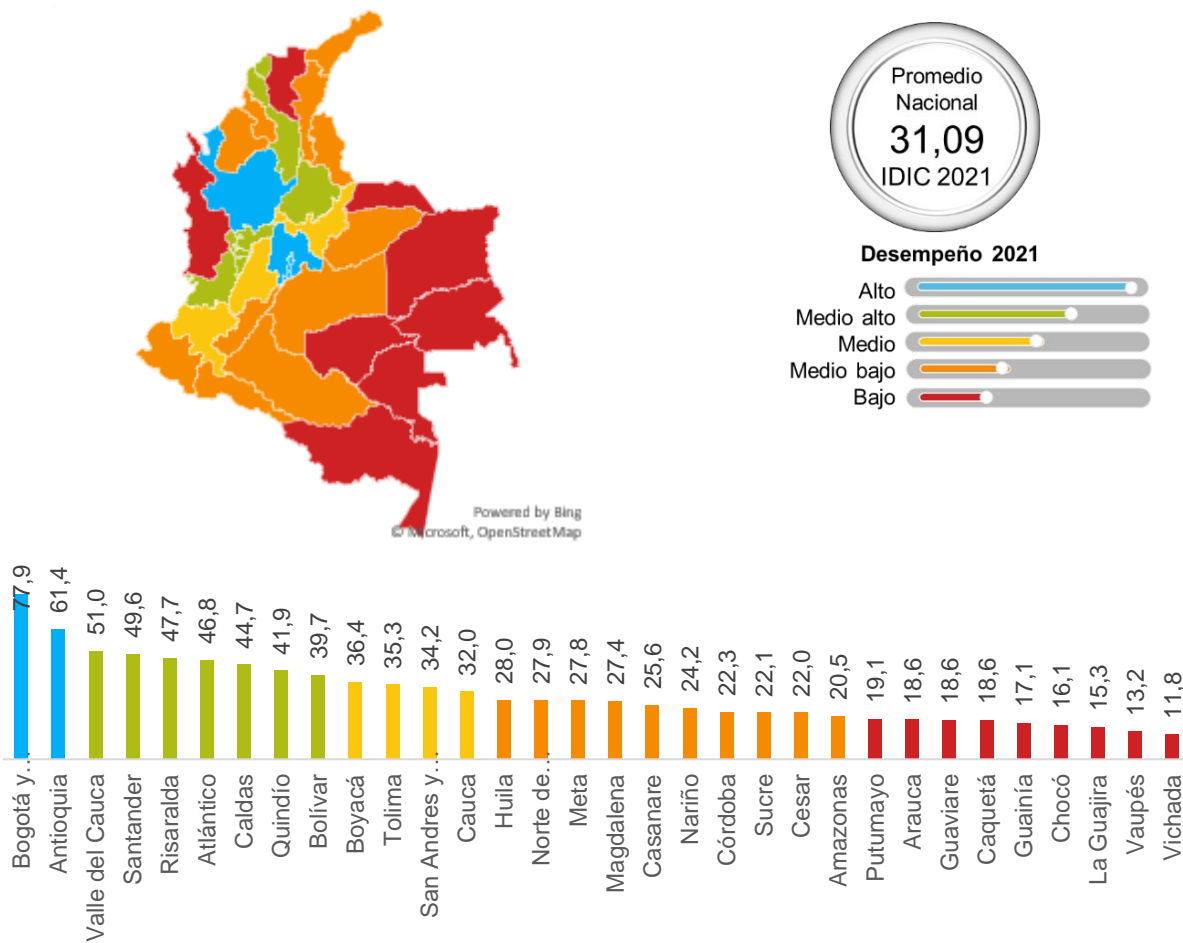 Promedio
Nacional
31,09
IDIC 2021
Desempeño 2021
Alto
Medio alto
Medio
Medio bajo
Bajo
Powered by Bing
© Microsoft, OpenStreetMap
77,9
61,4
51,0
49,6
47,7
46,8
44,7
41,9
39,7
36,4
35,3
34,2
32,0
28,0
27,9
27,8
27,4
25,6
24,2
22,3
22,1
22,0
20,5
19,1
18,6
18,6
18,6
17,1
16,1
15,3
13,2
11,8
Bogotá y…
Antioquia
Valle del Cauca
Santander
Risaralda
Atlántico
Caldas
Quindío
Bolívar
Boyacá
Tolima
San Andres y…
Cauca
Huila
Norte de…
Meta
Magdalena
Casanare
Nariño
Córdoba
Sucre
Cesar
Amazonas
Putumayo
Arauca
Guaviare
Caquetá
Guainía
Chocó
La Guajira
Vaupés
Vichada